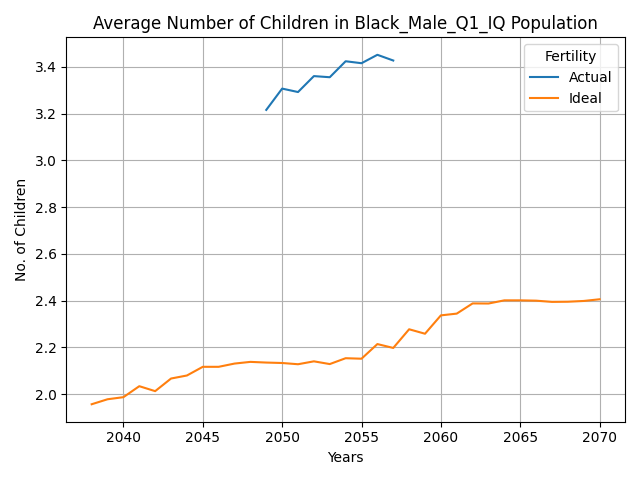 Average Number of Children in Black_Male_Q1_IQ Population
Fertility
Actual
Ideal
No. of Children
3.4
3.2
3.0
2.8
2.6
2.4
2.2
2.0
2040 2045 2050 2055 2060 2065 2070
Years